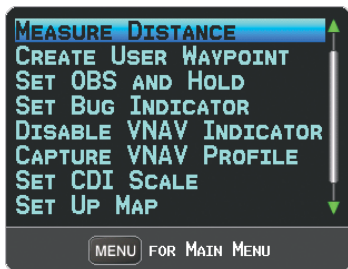 MEASURE DISTANCE
CREATE USER WAYPOINT
SET OBS AND HOLD
SET BUG INDICATOR
DISABLE VNAV INDICATOR
CAPTURE VNAV PROFILE
SET CDI SCALE
SET UP MAP
MENU FOR MAIN MENU